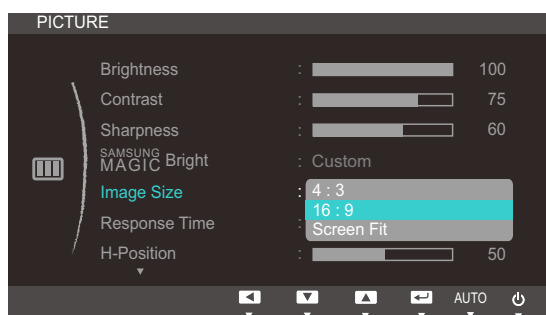 PICTURE
Brightness : 100
Contrast : 75
Sharpness : 60
SAMSUNG
MAGIC Bright : Custom
Image Size : 4 : 3
16 : 9
Response Time : Screen Fit
H-Position : 50
AUTO